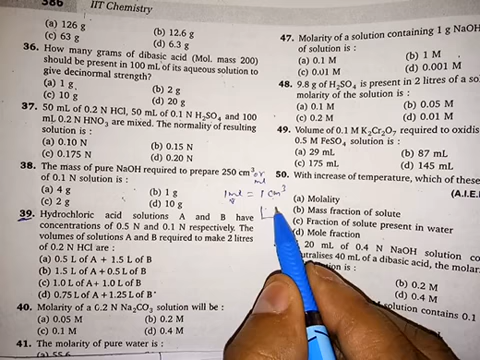 386 IIT Chemistry
(a) 126 g (b) 12.6 g
(c) 63 g (d) 6.3 g
36. How many grams of dibasic acid (Mol. mass 200)
should be present in 100 mL of its aqueous solution to
give decinormal strength?
(a) 1 g (b) 2 g
(c) 10 g (d) 20 g
37. 50 mL of 0.2 N HCl, 50 mL of 0.1 N H₂SO₄ and 100
mL 0.2 N HNO₃ are mixed. The normality of resulting
solution is :
(a) 0.10 N (b) 0.15 N
(c) 0.175 N (d) 0.20 N
38. The mass of pure NaOH required to prepare 250 cm³
of 0.1 N solution is :
or
ml
(a) 4 g (b) 1 g
(c) 2 g (d) 10 g
1 ml = 1 cm³
39. Hydrochloric acid solutions A and B have
concentrations of 0.5 N and 0.1 N respectively. The
volumes of solutions A and B required to make 2 litres
of 0.2 N HCl are :
(a) 0.5 L of A + 1.5 L of B
(b) 1.5 L of A + 0.5 L of B
(c) 1.0 L of A + 1.0 L of B
(d) 0.75 L of A + 1.25 L of B
40. Molarity of a 0.2 N Na₂CO₃ solution will be :
(a) 0.05 M (b) 0.2 M
(c) 0.1 M (d) 0.4 M
41. The molarity of pure water is :
(a) 55.6
47. Molarity of a solution containing 1 g NaOH
of solution is :
(a) 0.1 M (b) 1 M
(c) 0.01 M (d) 0.001 M
48. 9.8 g of H₂SO₄ is present in 2 litres of a
molarity of the solution is :
(a) 0.1 M (b) 0.05 M
(c) 0.2 M (d) 0.01 M
49. Volume of 0.1 M K₂Cr₂O₇ required to
0.5 M FeSO₄ solution is :
(a) 29 mL (b) 87 mL
(c) 175 mL (d) 145 mL
50. With increase of temperature, which of
(A.I.E.
(a) Molality
(b) Mass fraction of solute
(c) Fraction of solute present in water
(d) Mole fraction
20 mL of 0.4 N NaOH solution
40 mL of a dibasic acid, the
is :
(b) 0.2 M
(d) 0.4 M
contains 0.1